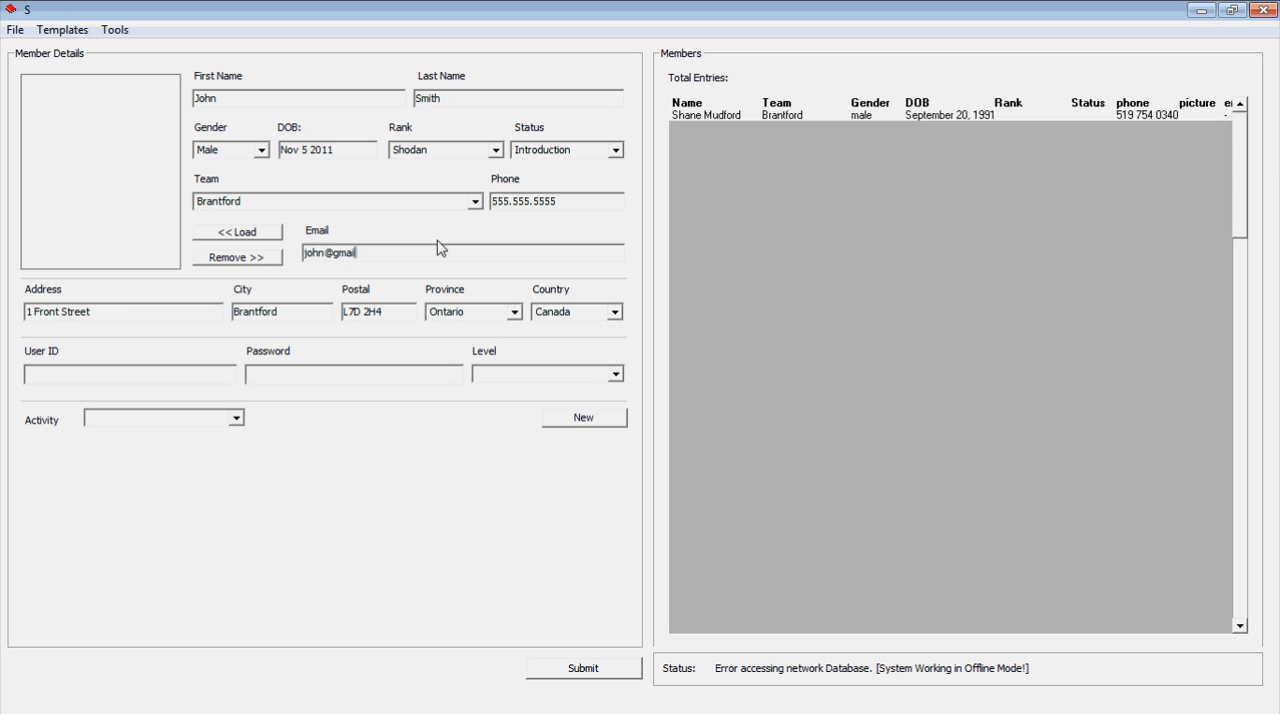 S
File Templates Tools
Member Details
First Name Last Name
John Smith
Gender DOB: Rank Status
Male Nov 5 2011 Shodan Introduction
Team Phone
Brantford 555.555.5555
<< Load Email
Remove >> john@gmail
Address City Postal Province Country
1 Front Street Brantford L7D 2H4 Ontario Canada
User ID Password Level
Activity New
Submit
Members
Total Entries:
Name Team Gender DOB Rank Status phone picture
Shane Mudford Brantford male September 20, 1991 519 754 0340 -
Status: Error accessing network Database. [System Working in Offline Mode!]